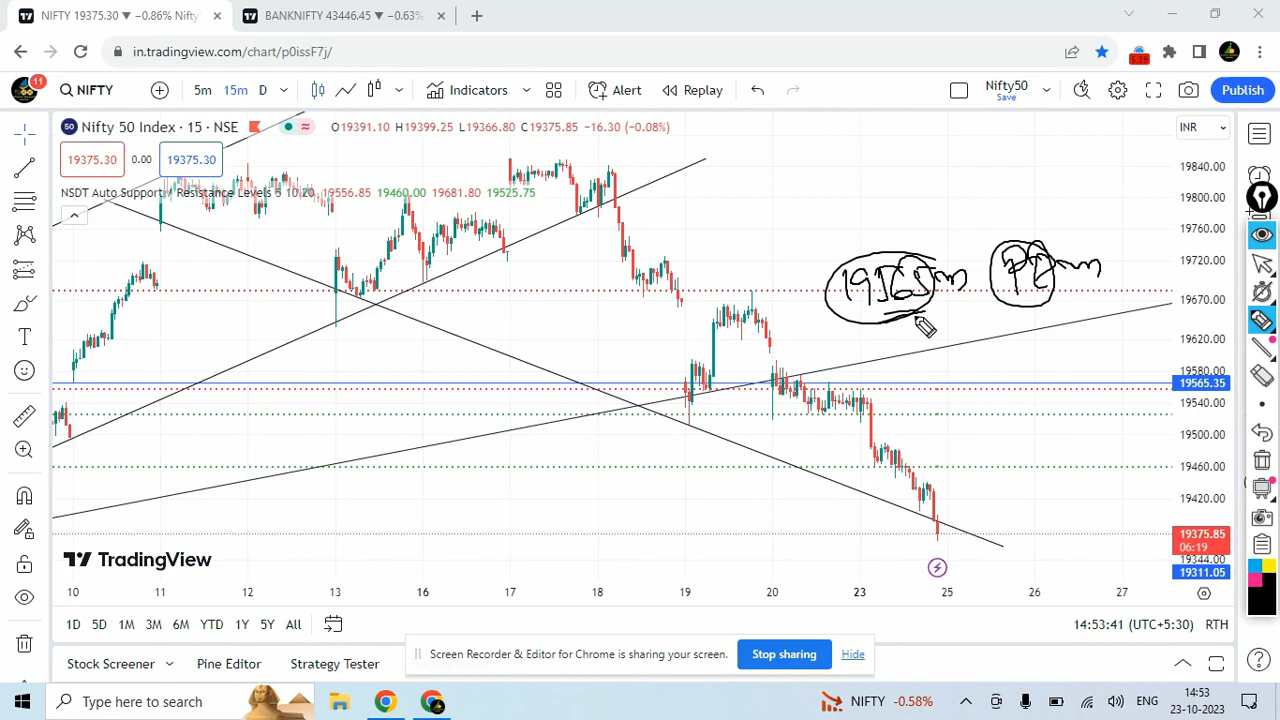 NIFTY 19375.30 ▼ −0.86% Nifty5
BANKNIFTY 43446.45 ▼ −0.63%
in.tradingview.com/chart/p0issF7j/
5:19
11
NIFTY
5m 15m D
Indicators
Alert
Replay
Nifty50
Save
Publish
50 Nifty 50 Index · 15 · NSE
O19391.10 H19399.25 L19366.80 C19375.85 −16.30 (−0.08%)
INR
19375.30 0.00 19375.30
NSDT Auto Support / Resistance Levels 5 10 20 19556.85 19460.00 19681.80 19525.75
19840.00
19800.00
19760.00
19720.00
19670.00
19620.00
19580.00
19565.35
19540.00
19500.00
19460.00
19420.00
19375.85
06:19
19344.00
19311.05
TradingView
10 11 12 13 16 17 18 19 20 23 25 26 27
1D 5D 1M 3M 6M YTD 1Y 5Y All
14:53:41 (UTC+5:30) RTH
Stock Screener Pine Editor Strategy Tester
Screen Recorder & Editor for Chrome is sharing your screen.
Stop sharing
Hide
Type here to search
NIFTY -0.58%
ENG
14:53
23-10-2023